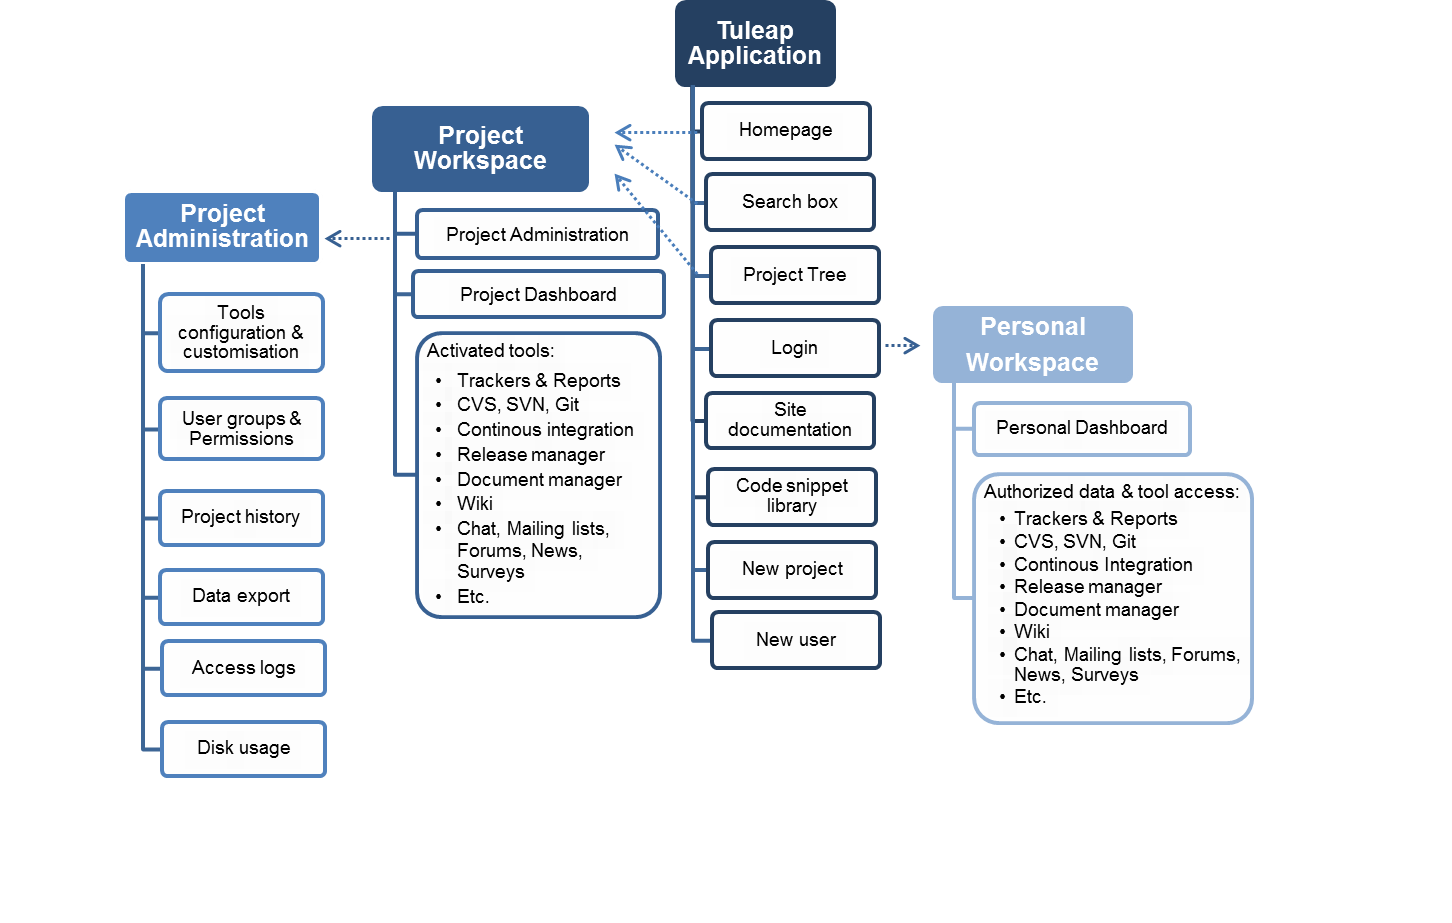 Tuleap
Application
Homepage
Search box
Project Tree
Login
Site
documentation
Code snippet
library
New project
New user
Project
Workspace
Project Administration
Project Dashboard
Activated tools:
• Trackers & Reports
• CVS, SVN, Git
• Continous integration
• Release manager
• Document manager
• Wiki
• Chat, Mailing lists,
Forums, News,
Surveys
• Etc.
Project
Administration
Tools
configuration &
customisation
User groups &
Permissions
Project history
Data export
Access logs
Disk usage
Personal
Workspace
Personal Dashboard
Authorized data & tool access:
• Trackers & Reports
• CVS, SVN, Git
• Continous Integration
• Release manager
• Document manager
• Wiki
• Chat, Mailing lists, Forums,
News, Surveys
• Etc.